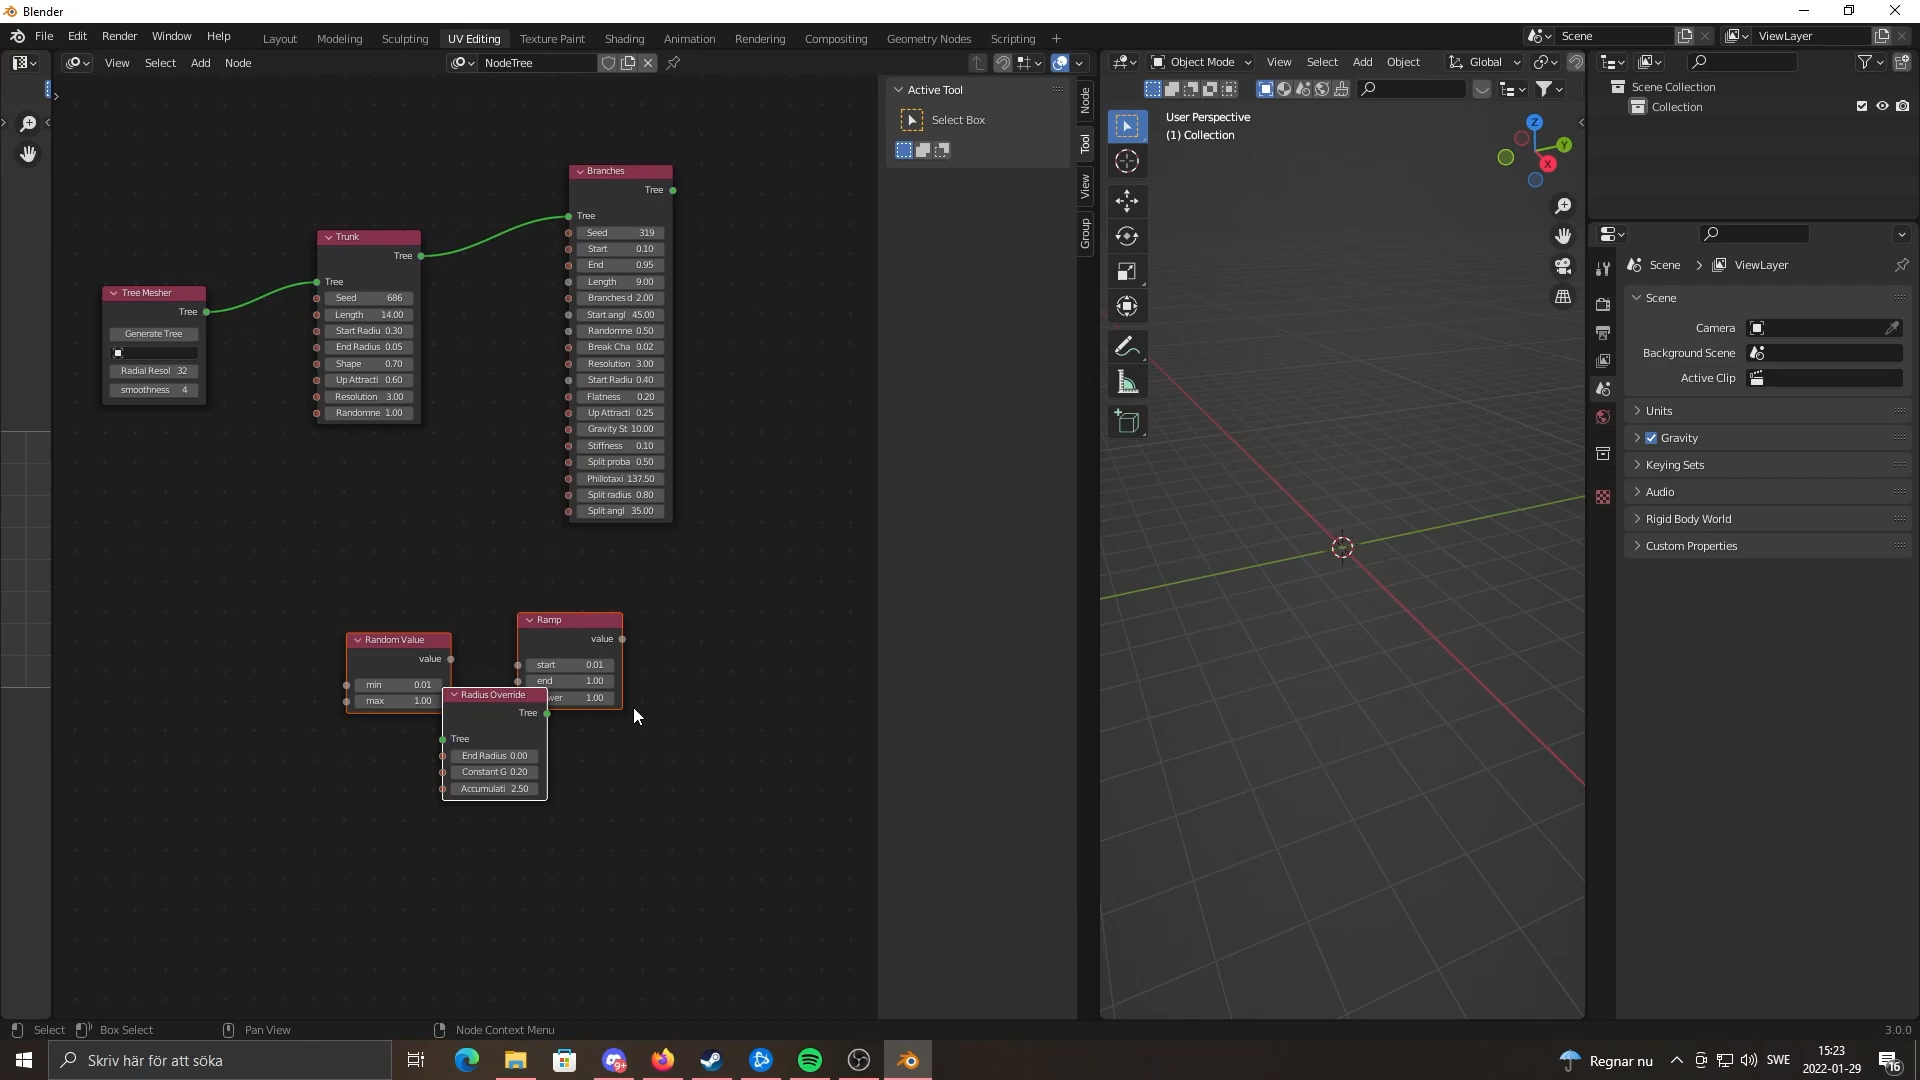 Blender
File Edit Render Window Help
Layout Modeling Sculpting UV Editing Texture Paint Shading Animation Rendering Compositing Geometry Nodes Scripting +
Scene
ViewLayer
View Select Add Node
NodeTree
Object Mode
View Select Add Object
Global
Active Tool
Select Box
Node
Tool
View
Group
User Perspective
(1) Collection
Z
Y
X
Scene Collection
Collection
Scene > ViewLayer
Scene
Camera
Background Scene
Active Clip
Units
Gravity
Keying Sets
Audio
Rigid Body World
Custom Properties
Tree Mesher
Tree
Generate Tree
Radial Resol 32
smoothness 4
Trunk
Tree
Tree
Seed 686
Length 14.00
Start Radiu 0.30
End Radius 0.05
Shape 0.70
Up Attracti 0.60
Resolution 3.00
Randomne 1.00
Branches
Tree
Tree
Seed 319
Start 0.10
End 0.95
Length 9.00
Branches d 2.00
Start angl 45.00
Randomne 0.50
Break Cha 0.02
Resolution 3.00
Start Radiu 0.40
Flatness 0.20
Up Attracti 0.25
Gravity St 10.00
Stiffness 0.10
Split proba 0.50
Phillotaxi 137.50
Split radius 0.80
Split angl 35.00
Random Value
value
min 0.01
max 1.00
Ramp
value
start 0.01
end 1.00
wer 1.00
Radius Override
Tree
Tree
End Radius 0.00
Constant G 0.20
Accumulati 2.50
Select Box Select Pan View Node Context Menu
3.0.0
Skriv här för att söka
9+
Regnar nu
SWE
15:23
2022-01-29
16